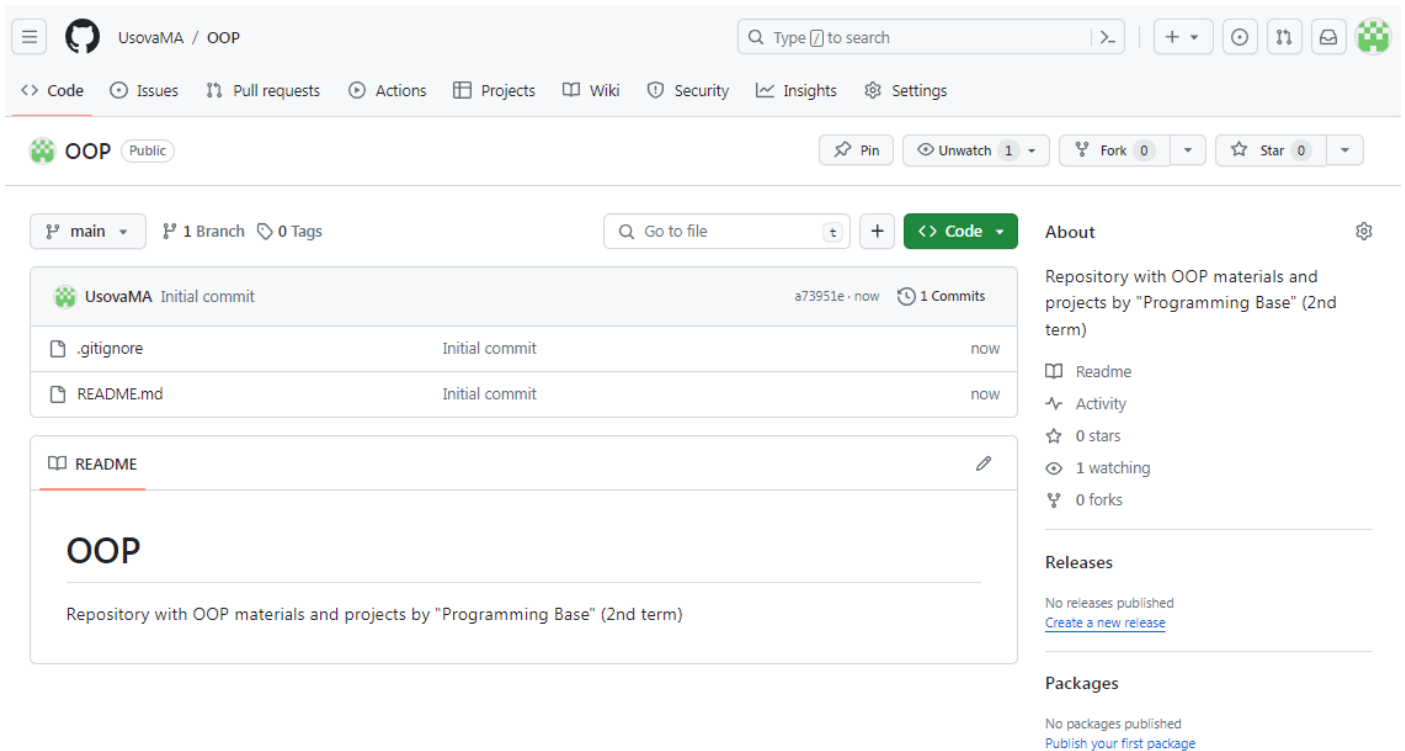 UsovaMA / OOP
Type / to search
Code Issues Pull requests Actions Projects Wiki Security Insights Settings
OOP Public
Pin Unwatch 1 Fork 0 Star 0
main 1 Branch 0 Tags Go to file t + Code
UsovaMA Initial commit a73951e · now 1 Commits
.gitignore Initial commit now
README.md Initial commit now
README
OOP
Repository with OOP materials and projects by "Programming Base" (2nd term)
About
Repository with OOP materials and
projects by "Programming Base" (2nd
term)
Readme
Activity
0 stars
1 watching
0 forks
Releases
No releases published
Create a new release
Packages
No packages published
Publish your first package